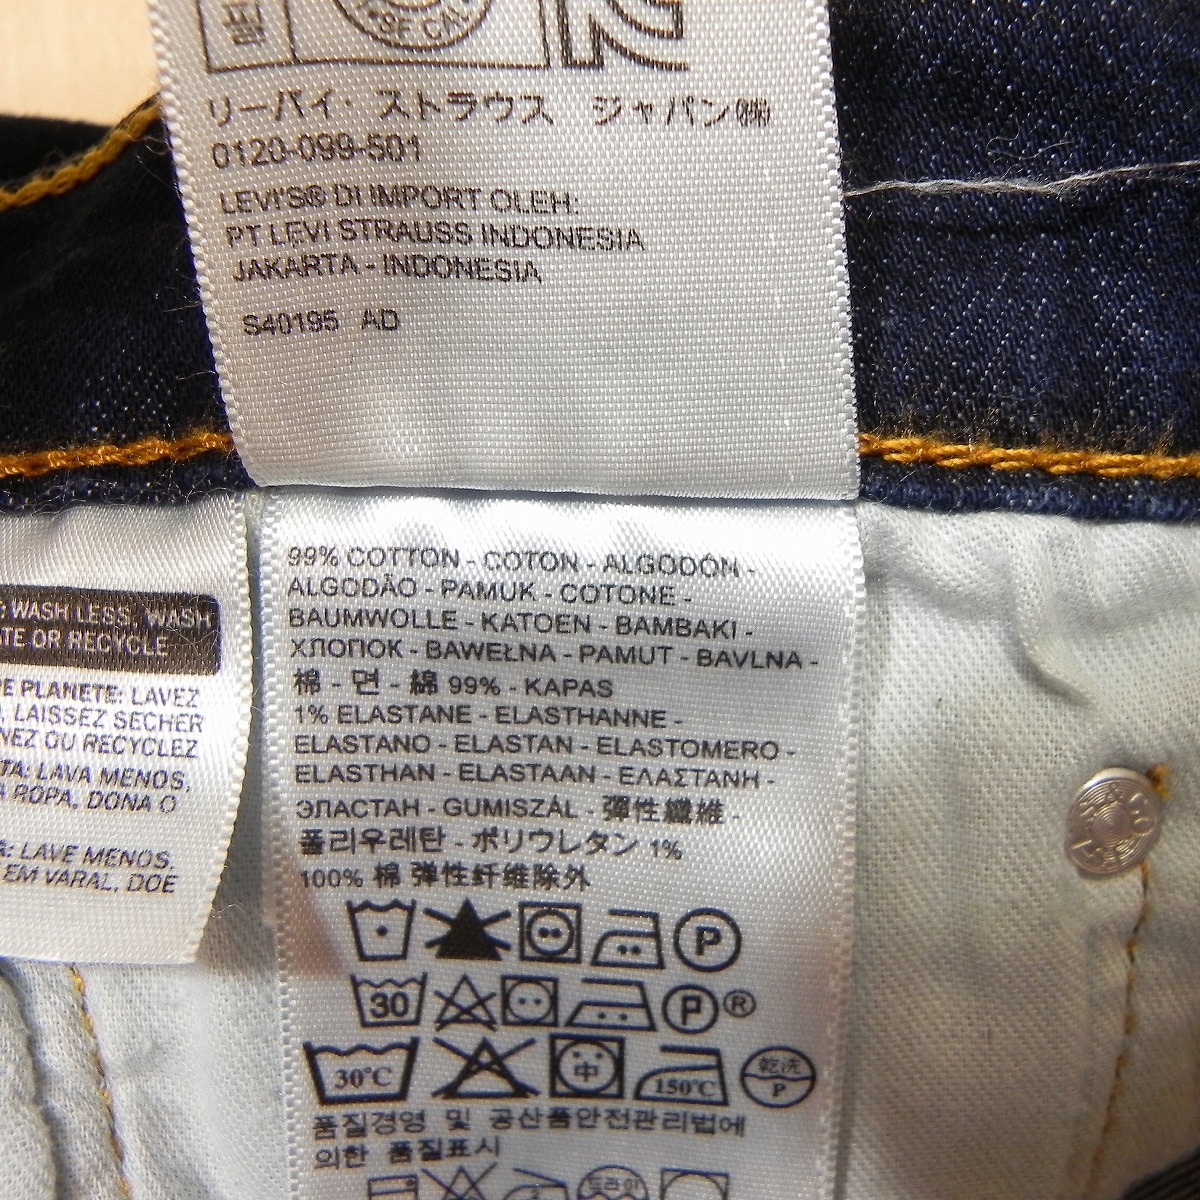 リーバイ・ストラウス ジャパン㈱
0120-099-501
LEVI'S® DI IMPORT OLEH:
PT LEVI STRAUSS INDONESIA
JAKARTA - INDONESIA
S40195 AD
WASH LESS, WASH
OR RECYCLE
PLANETE: LAVEZ
LAISSEZ SECHER
OU RECYCLEZ
LAVA MENOS,
ROPA, DONA O
LAVE MENOS,
EM VARAL, DOE
99% COTTON - COTON - ALGODÓN -
ALGODÃO - PAMUK - COTONE -
BAUMWOLLE - KATOEN - BAMBAKI -
ХЛОПОК - BAWEŁNA - PAMUT - BAVLNA -
棉 - 면 - 綿 99% - KAPAS
1% ELASTANE - ELASTHANNE -
ELASTANO - ELASTAN - ELASTOMERO -
ELASTHAN - ELASTAAN - ΕΛΑΣΤΑΝΗ -
ЭЛАСТАН - GUMISZÁL - 彈性纖維 -
폴리우레탄 - ポリウレタン 1%
100% 棉 弹性纤维除外
P
30 P ®
30°C 中 150°C 乾洗 P
품질경영 및 공산품안전관리법에
의한 품질표시
드라이